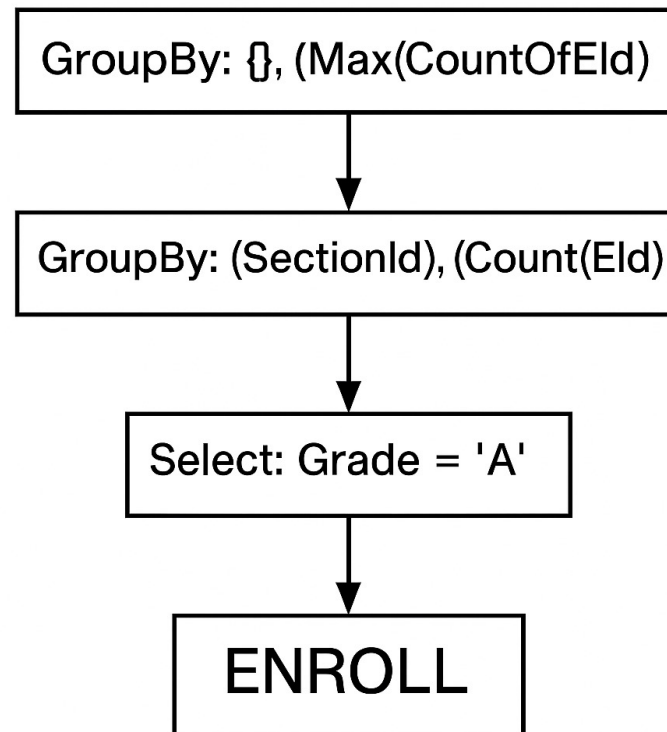 GroupBy: {}, (Max(CountOfEId)
GroupBy: (SectionId), (Count(EId)
Select: Grade = 'A'
ENROLL